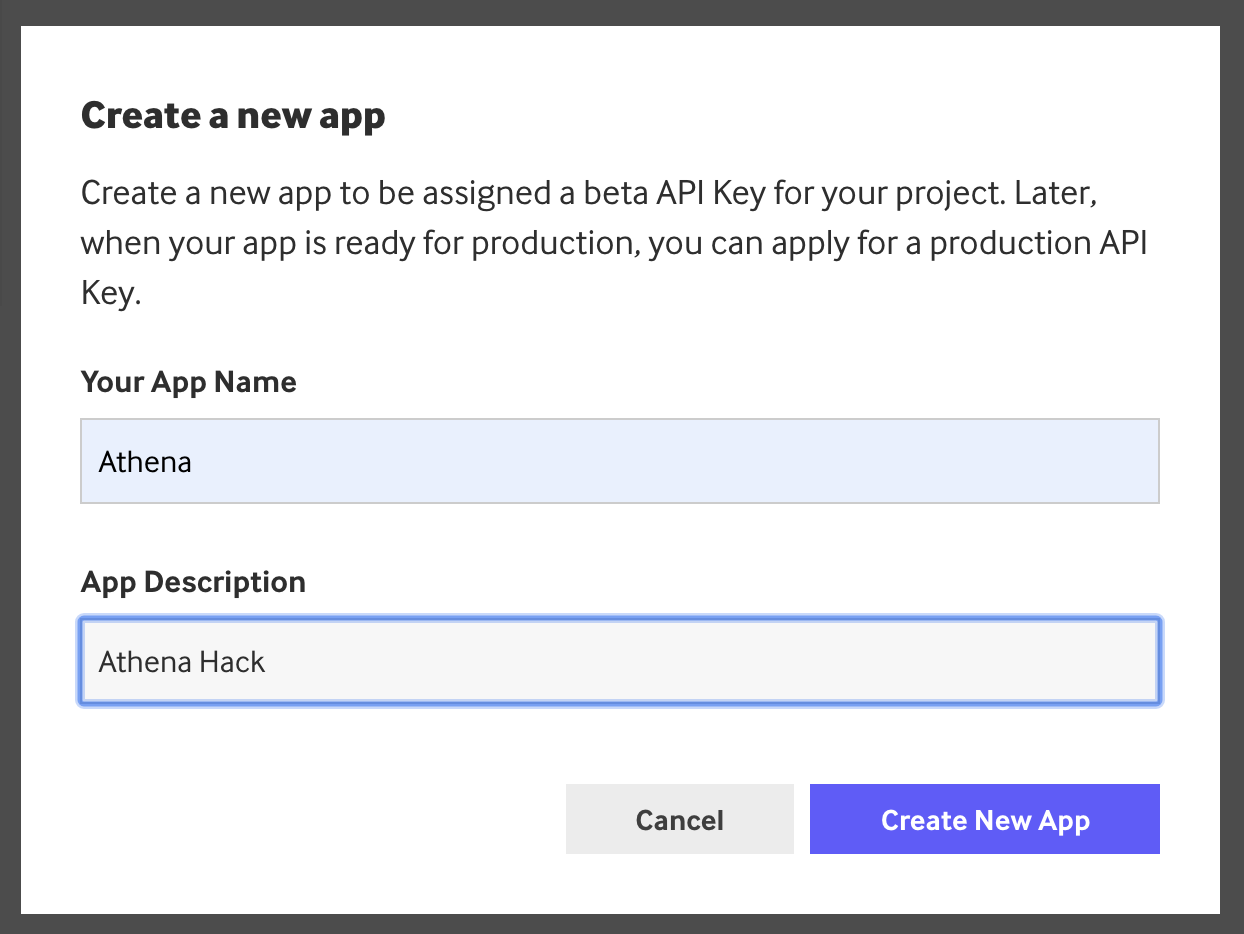 Create a new app
Create a new app to be assigned a beta API Key for your project. Later,
when your app is ready for production, you can apply for a production API
Key.
Your App Name
Athena
App Description
Athena Hack
Cancel
Create New App